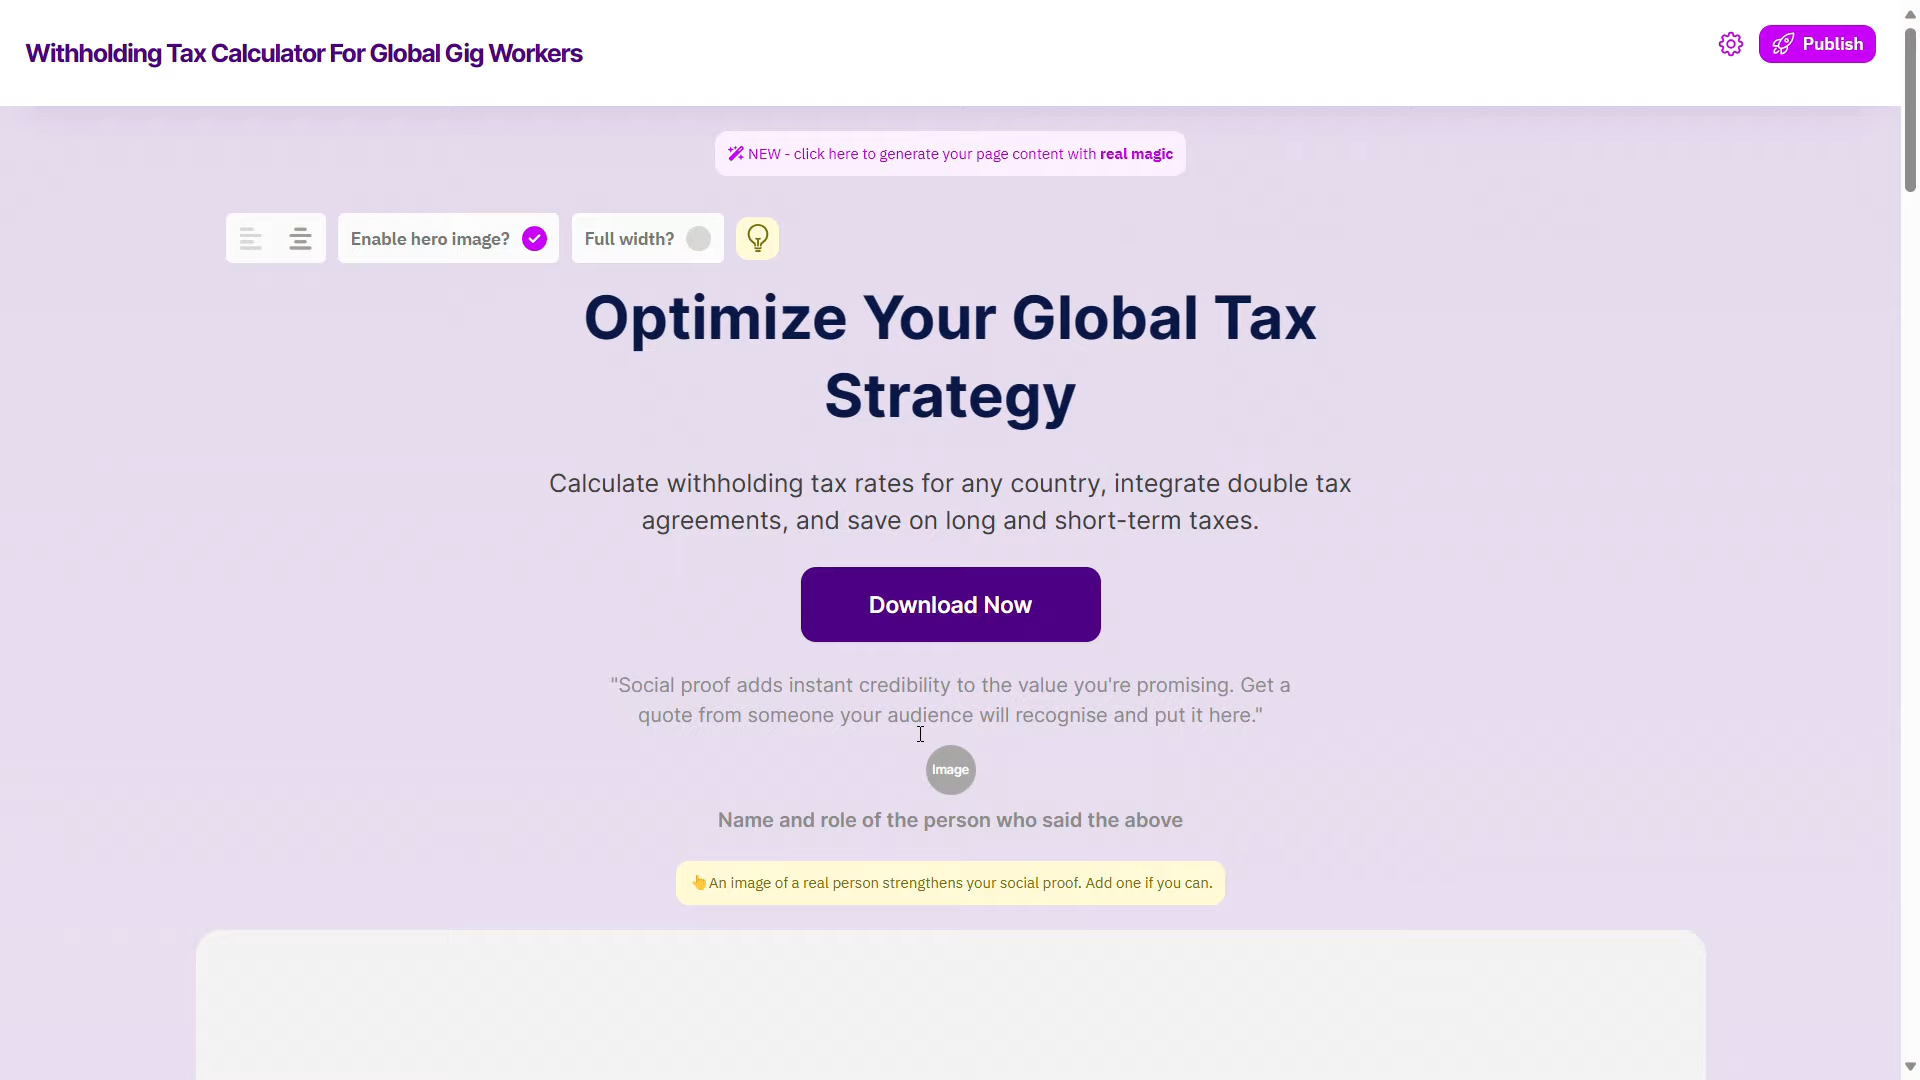 Withholding Tax Calculator For Global Gig Workers
Publish
NEW - click here to generate your page content with real magic
Enable hero image?
Full width?
Optimize Your Global Tax
Strategy
Calculate withholding tax rates for any country, integrate double tax
agreements, and save on long and short-term taxes.
Download Now
"Social proof adds instant credibility to the value you're promising. Get a
quote from someone your audience will recognise and put it here."
Image
Name and role of the person who said the above
👆An image of a real person strengthens your social proof. Add one if you can.